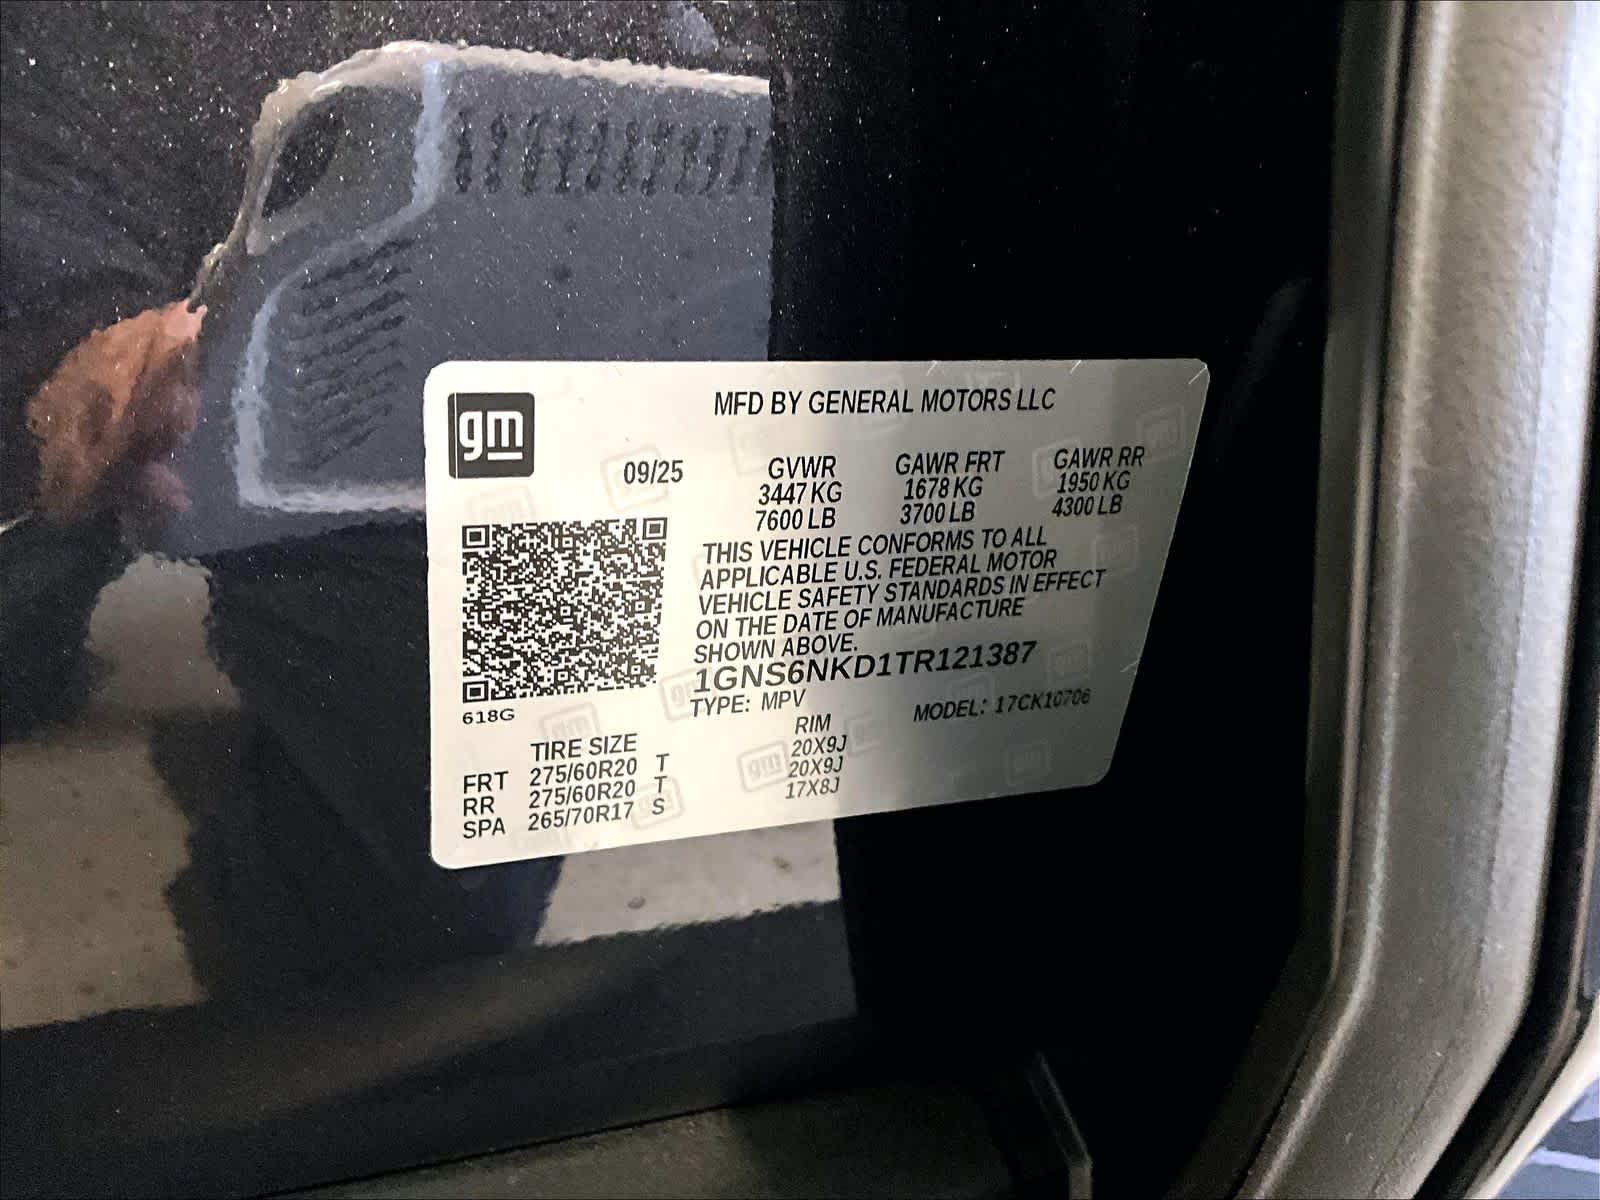 gm
MFD BY GENERAL MOTORS LLC
09/25 GVWR GAWR FRT GAWR RR
3447 KG 1678 KG 1950 KG
7600 LB 3700 LB 4300 LB
THIS VEHICLE CONFORMS TO ALL
APPLICABLE U.S. FEDERAL MOTOR
VEHICLE SAFETY STANDARDS IN EFFECT
ON THE DATE OF MANUFACTURE
SHOWN ABOVE.
1GNS6NKD1TR121387
TYPE: MPV MODEL: 17CK10706
618G
TIRE SIZE RIM
FRT 275/60R20 T 20X9J
RR 275/60R20 T 20X9J
SPA 265/70R17 S 17X8J